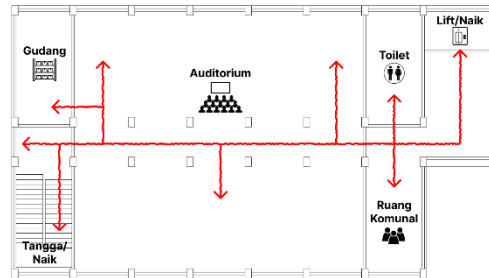 Lift/Naik
Gudang
Auditorium
Toilet
Ruang
Komunal
Tangga/
Naik